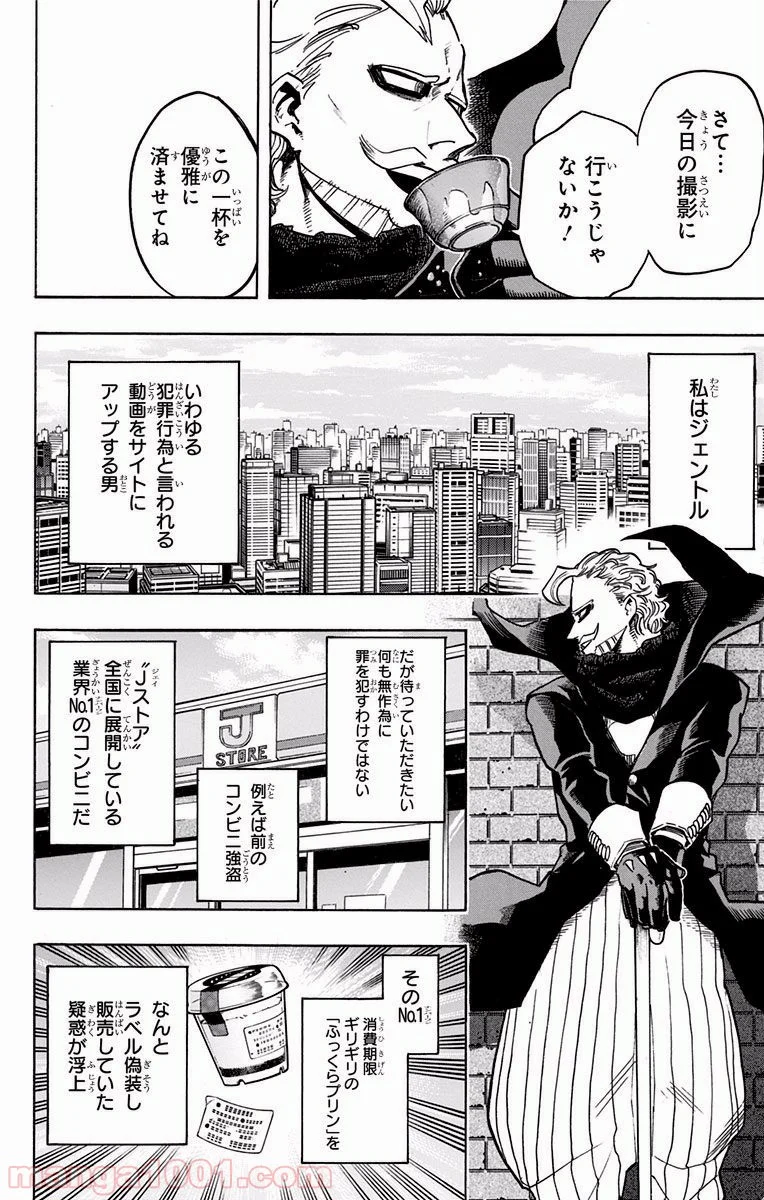 さて…
今日の撮影に
行こうじゃ
ないか！
この一杯を
優雅に
済ませてね
私はジェントル
いわゆる
犯罪行為と言われる
動画をサイトに
アップする男
だが待っていただきたい
何も無作為に
罪を犯すわけではない
例えば前の
コンビニ強盗
〝Jストア〟
全国に展開している
業界No.1のコンビニだ
J
STORE
そのNo.1
消費期限
ギリギリの
「ふっくらプリン」を
なんと
ラベル偽装し
販売していた
疑惑が浮上
manga1001.com